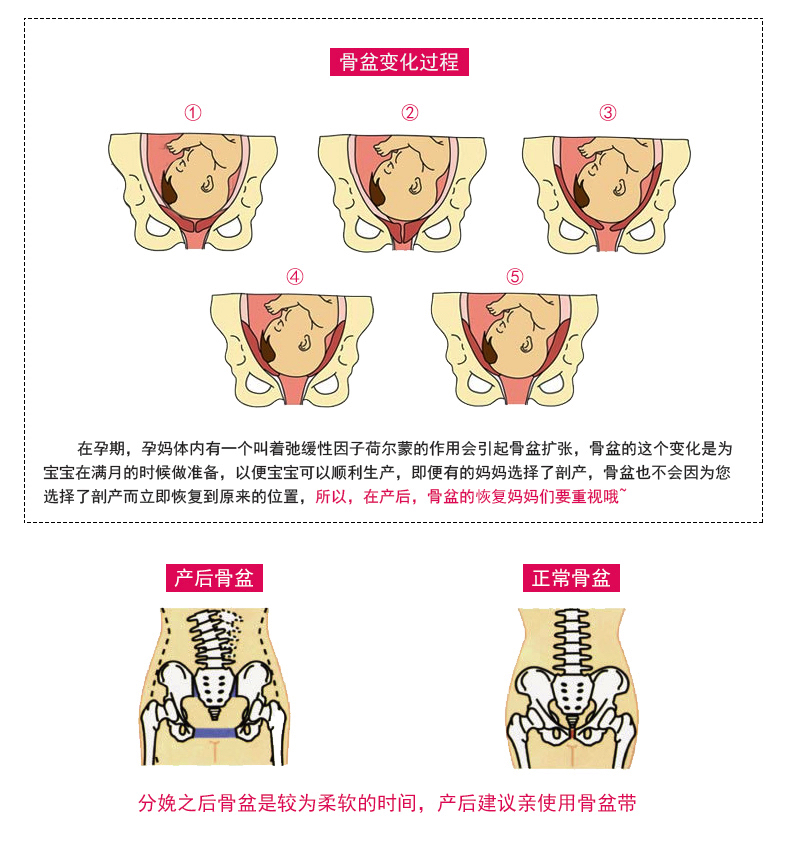 骨盆变化过程
① ② ③
④ ⑤
在孕期，孕妈体内有一个叫着弛缓性因子荷尔蒙的作用会引起骨盆扩张，骨盆的这个变化是为
宝宝在满月的时候做准备，以便宝宝可以顺利生产，即便有的妈妈选择了剖产，骨盆也不会因为您
选择了剖产而立即恢复到原来的位置，所以，在产后，骨盆的恢复妈妈们要重视哦~
产后骨盆 正常骨盆
分娩之后骨盆是较为柔软的时间，产后建议亲使用骨盆带